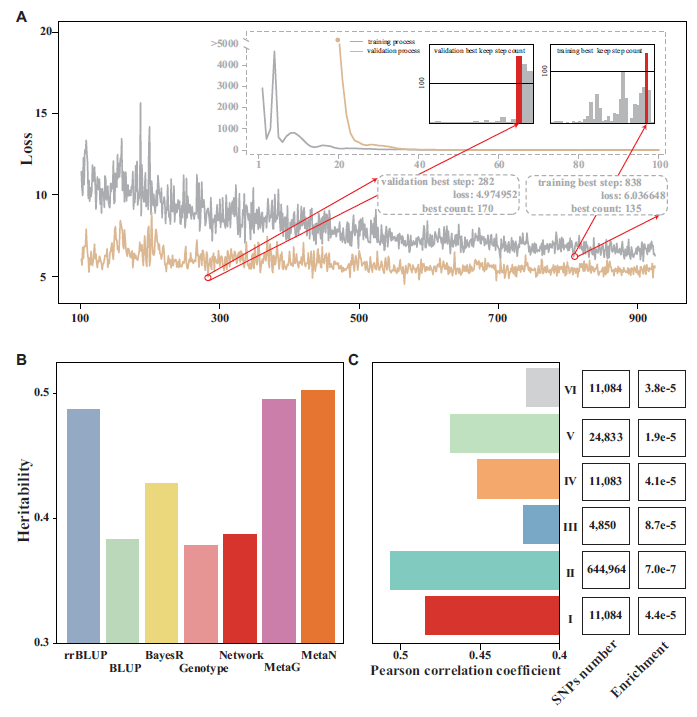 A
20
15
10
5
Loss
>5000
4000
3000
2000
1000
0
1
20
40
60
80
100
training process
validation process
validation best keep step count
100
training best keep step count
100
validation best step: 282
loss: 4.974952
best count: 170
training best step: 838
loss: 6.036648
best count: 135
100
300
500
700
900
B
0.5
0.4
0.3
Heritability
rrBLUP
BLUP
BayesR
Genotype
Network
MetaG
MetaN
C
VI 11,084 3.8e-5
V 24,833 1.9e-5
IV 11,083 4.1e-5
III 4,850 8.7e-5
II 644,964 7.0e-7
I 11,084 4.4e-5
0.5 0.45 0.4
Pearson correlation coefficient
SNPs number
Enrichment